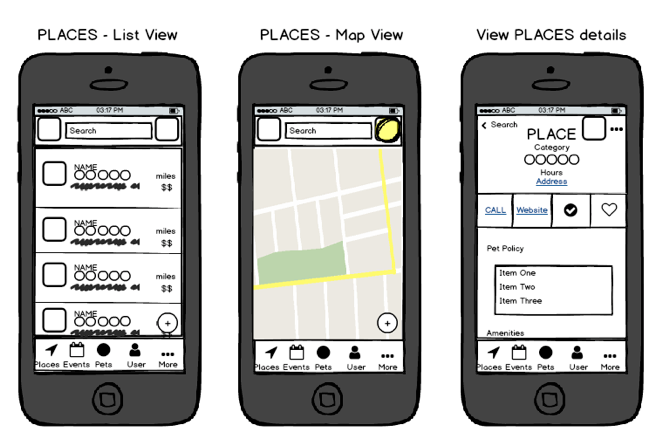 PLACES - List View
PLACES - Map View
View PLACES details
ABC 03:17 PM
Search
NAME
miles
$$
NAME
miles
$$
NAME
miles
$$
NAME
Places Events Pets User More
ABC 03:17 PM
Search
Places Events Pets User More
ABC 03:17 PM
Search
PLACE
Category
Hours
Address
CALL Website
Pet Policy
Item One
Item Two
Item Three
Amenities
Places Events Pets User More